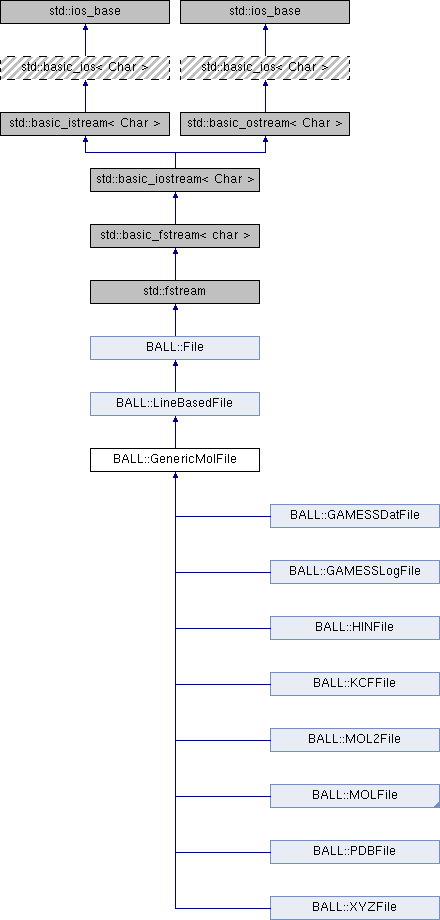 std::ios_base
std::ios_base
std::basic_ios< Char >
std::basic_ios< Char >
std::basic_istream< Char >
std::basic_ostream< Char >
std::basic_iostream< Char >
std::basic_fstream< char >
std::fstream
BALL::File
BALL::LineBasedFile
BALL::GenericMolFile
BALL::GAMESSDatFile
BALL::GAMESSLogFile
BALL::HINFile
BALL::KCFFile
BALL::MOL2File
BALL::MOLFile
BALL::PDBFile
BALL::XYZFile